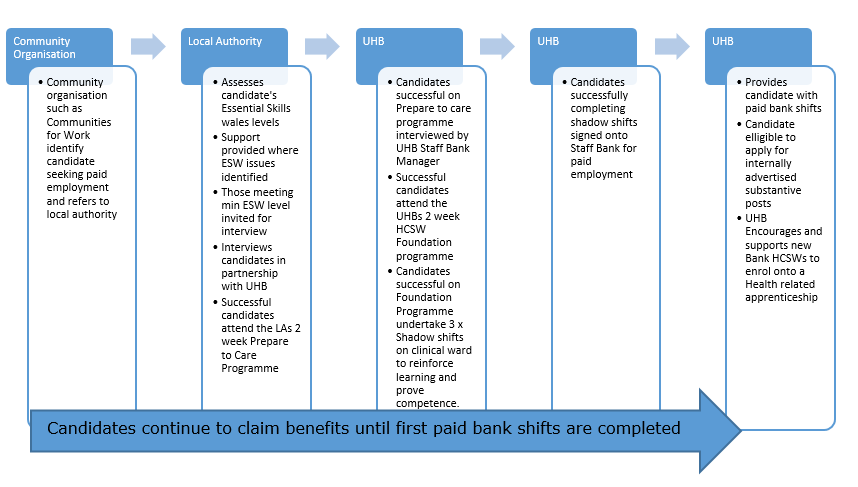 Community
Organisation
• Community
organisation
such as
Communities
for Work
identify
candidate
seeking paid
employment
and refers to
local authority
Local Authority
• Assesses
candidate's
Essential Skills
wales levels
• Support
provided where
ESW issues
identified
• Those meeting
min ESW level
invited for
interview
• Interviews
candidates in
partnership
with UHB
• Successful
candidates
attend the LAs 2
week Prepare
to Care
Programme
UHB
• Candidates
successful on
Prepare to care
programme
interviewed by
UHB Staff Bank
Manager
• Successful
candidates
attend the
UHBs 2 week
HCSW
Foundation
programme
• Candidates
successful on
Foundation
Programme
undertake 3 x
Shadow shifts
on clinical ward
to reinforce
learning and
prove
competence.
UHB
• Candidates
successfully
completing
shadow shifts
signed onto
Staff Bank for
paid
employment
UHB
• Provides
candidate with
paid bank shifts
• Candidate
elligible to
apply for
internally
advertised
substantive
posts
• UHB
Encourages and
supports new
Bank HCSWs to
enrol onto a
Health related
apprenticeship
Candidates continue to claim benefits until first paid bank shifts are completed